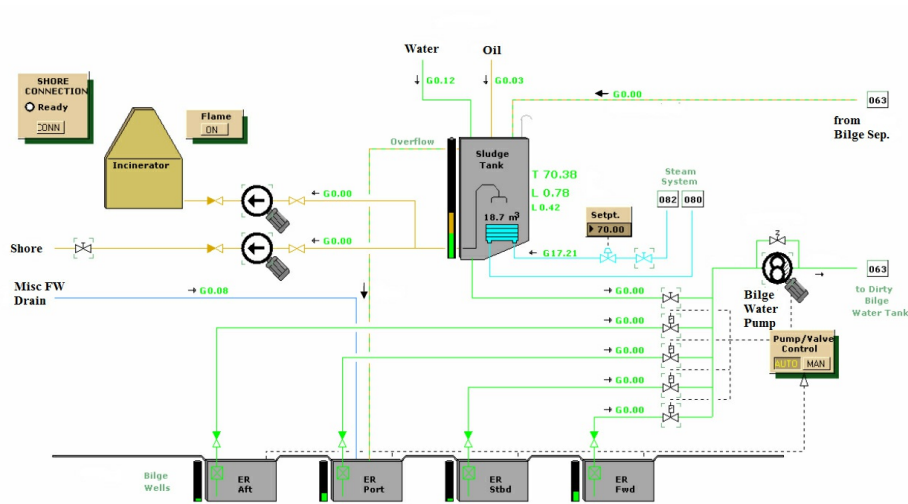 Water
Oil
G0.12
G0.03
SHORE
CONNECTION
Ready
CONN
Flame
ON
G0.00
063
from
Bilge Sep.
Incinerator
Overflow
Sludge
Tank
T 70.38
L 0.78
L 0.42
18.7 m3
Steam
System
082
080
Setpt.
70.00
G0.00
G0.00
Shore
G17.21
Misc FW
Drain
G0.08
G0.00
G0.00
G0.00
G0.00
G0.00
Z
063
to Dirty
Bilge
Water Tank
Bilge
Water
Pump
Pump/Valve
Control
AUTO
MAN
Bilge
Wells
ER
Aft
ER
Port
ER
Stbd
ER
Fwd